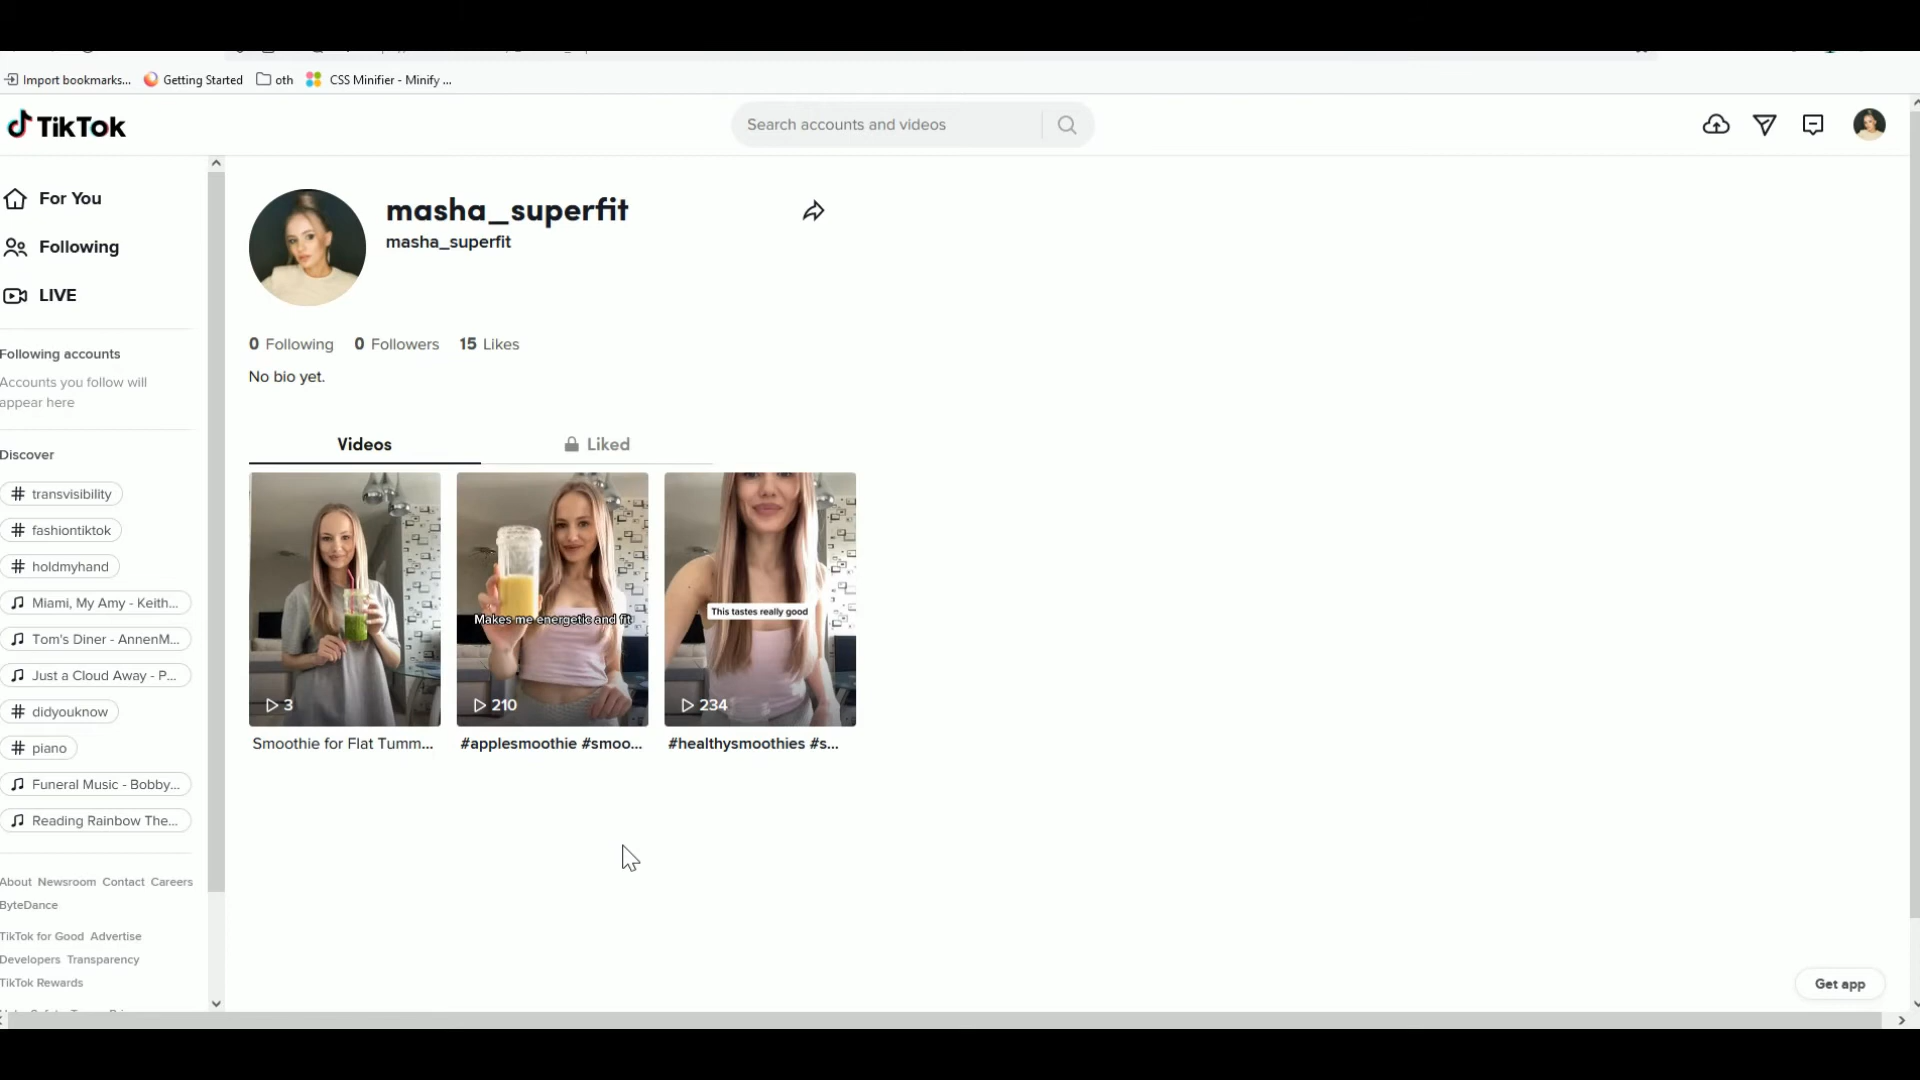 Import bookmarks...
Getting Started
oth
CSS Minifier - Minify ...
TikTok
Search accounts and videos
For You
Following
LIVE
Following accounts
Accounts you follow will
appear here
Discover
# transvisibility
# fashiontiktok
# holdmyhand
Miami, My Amy - Keith...
Tom's Diner - AnnenM...
Just a Cloud Away - P...
# didyouknow
# piano
Funeral Music - Bobby...
Reading Rainbow The...
About Newsroom Contact Careers
ByteDance
TikTok for Good Advertise
Developers Transparency
TikTok Rewards
masha_superfit
masha_superfit
0 Following 0 Followers 15 Likes
No bio yet.
Videos
Liked
3
Smoothie for Flat Tumm...
Makes me energetic and fit
210
#applesmoothie #smoo...
This tastes really good
234
#healthysmoothies #s...
Get app